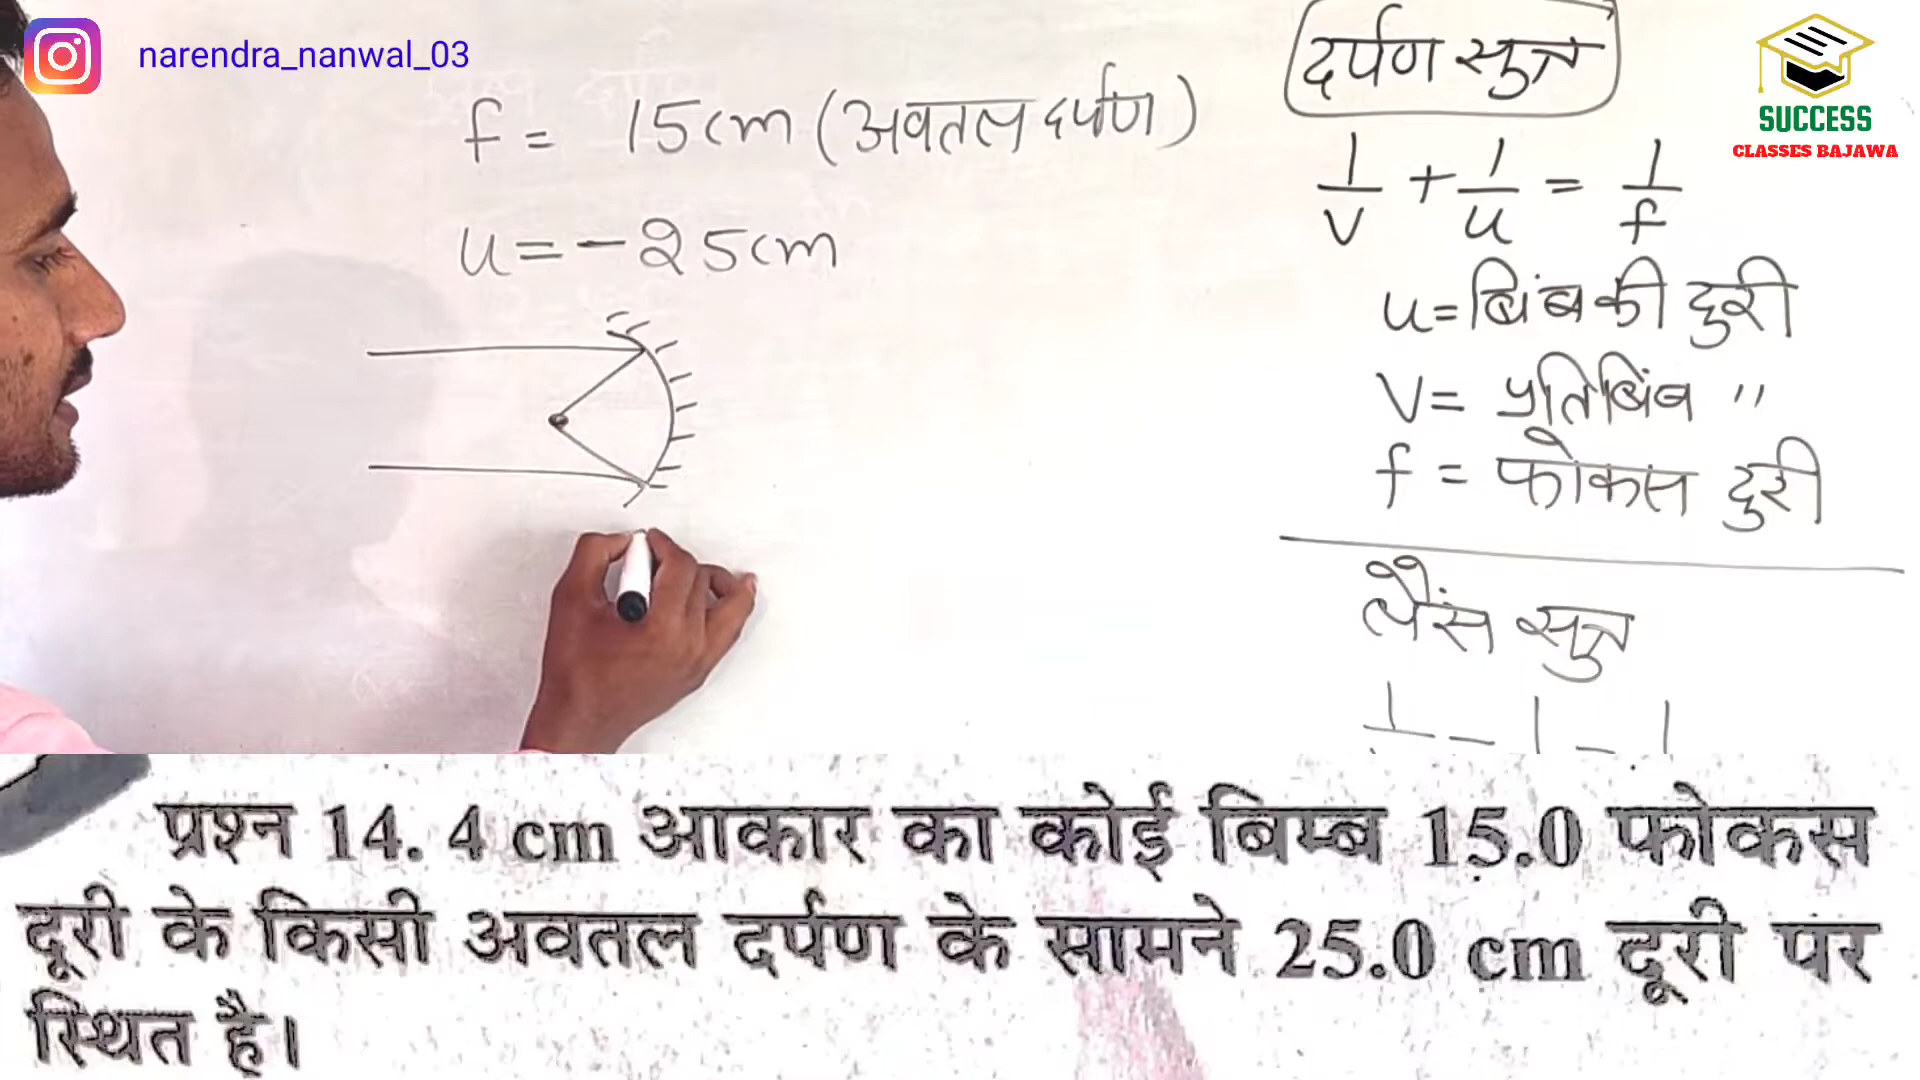 narendra_nanwal_03
f = 15cm (अवतल दर्पण)
u = -25cm
दर्पण सुत्र
1/v + 1/u = 1/f
u = बिंब की दुरी
v = प्रतिबिंब "
f = फोकस दुरी
लैंस सुत्र
SUCCESS
CLASSES BAJAWA
प्रश्न 14. 4 cm आकार का कोई बिम्ब 15.0 फोकस
दूरी के किसी अवतल दर्पण के सामने 25.0 cm दूरी पर
स्थित है।